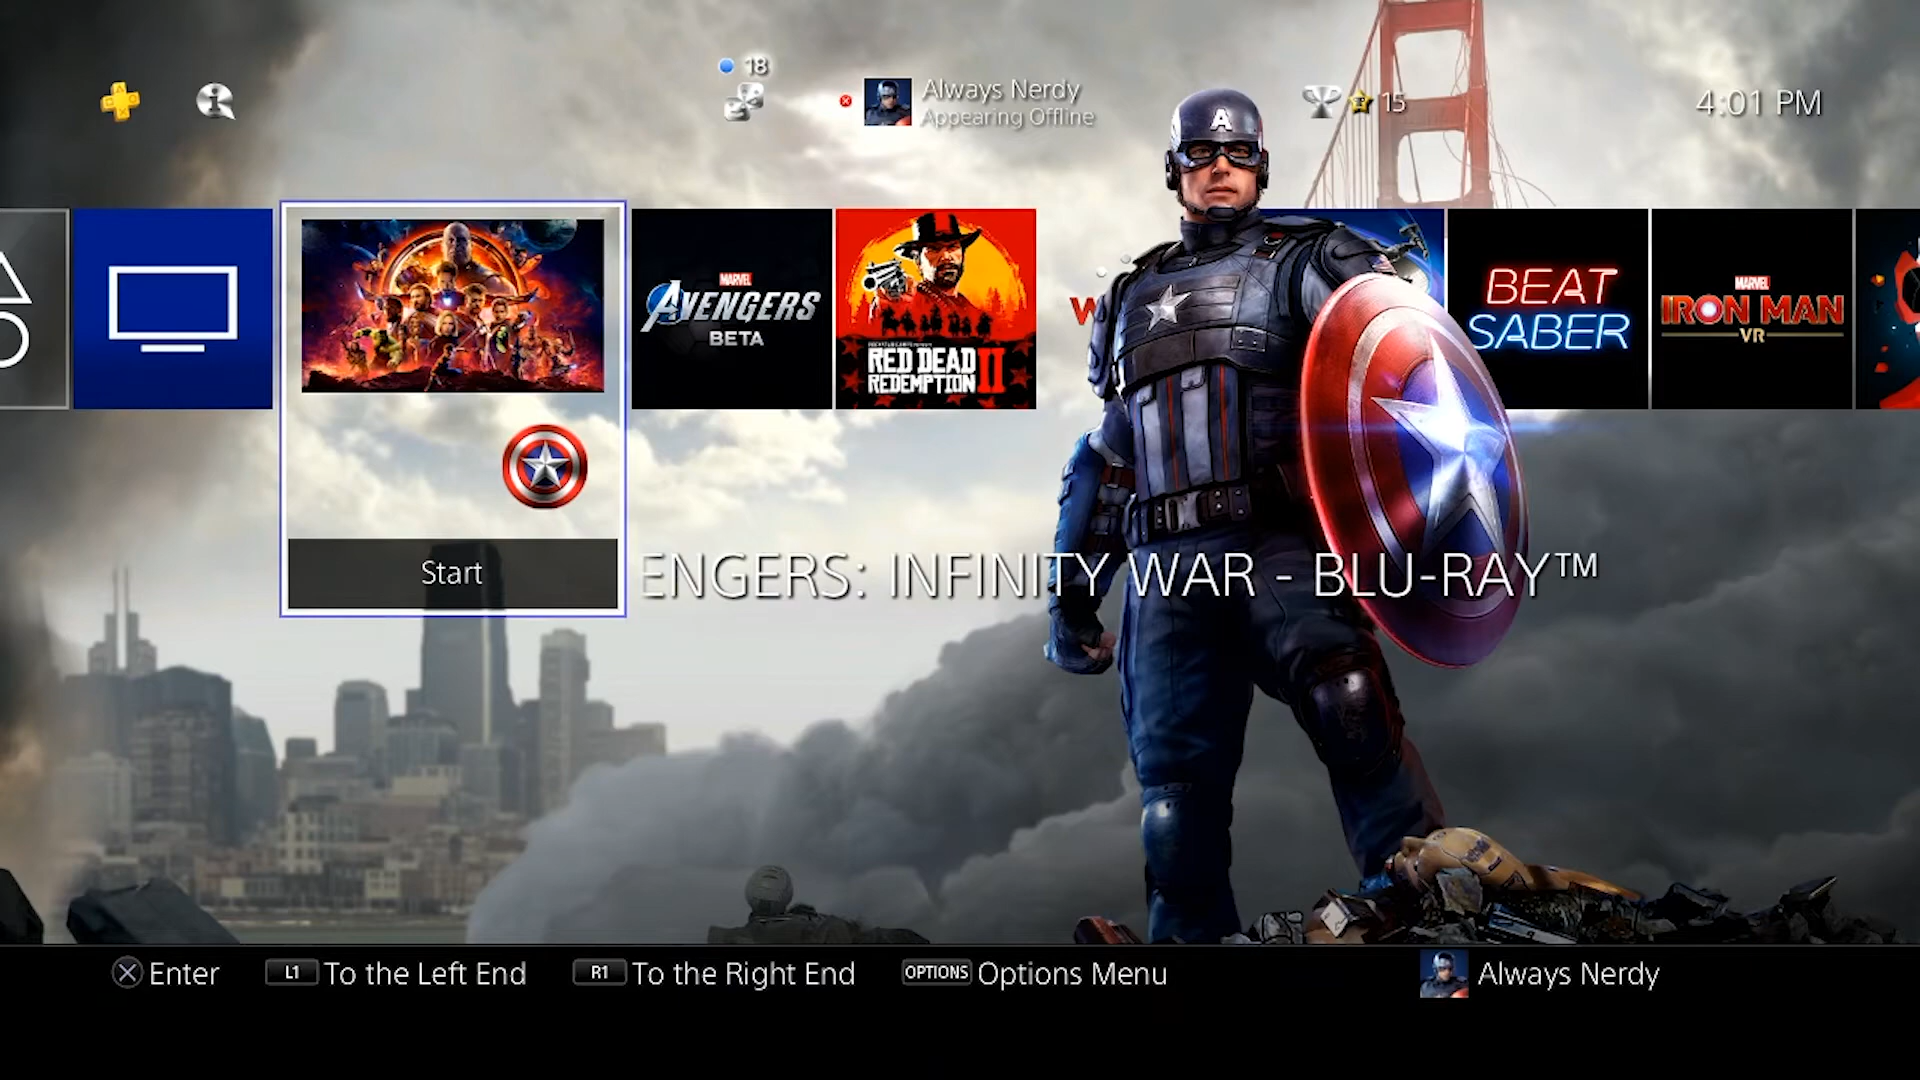 18
Always Nerdy
Appearing Offline
15
4:01 PM
MARVEL
AVENGERS
BETA
RED DEAD
REDEMPTION II
W
BEAT
SABER
MARVEL
IRON MAN
VR
A
Start
ENGERS: INFINITY WAR - BLU-RAY™
Enter
L1 To the Left End
R1 To the Right End
OPTIONS Options Menu
Always Nerdy